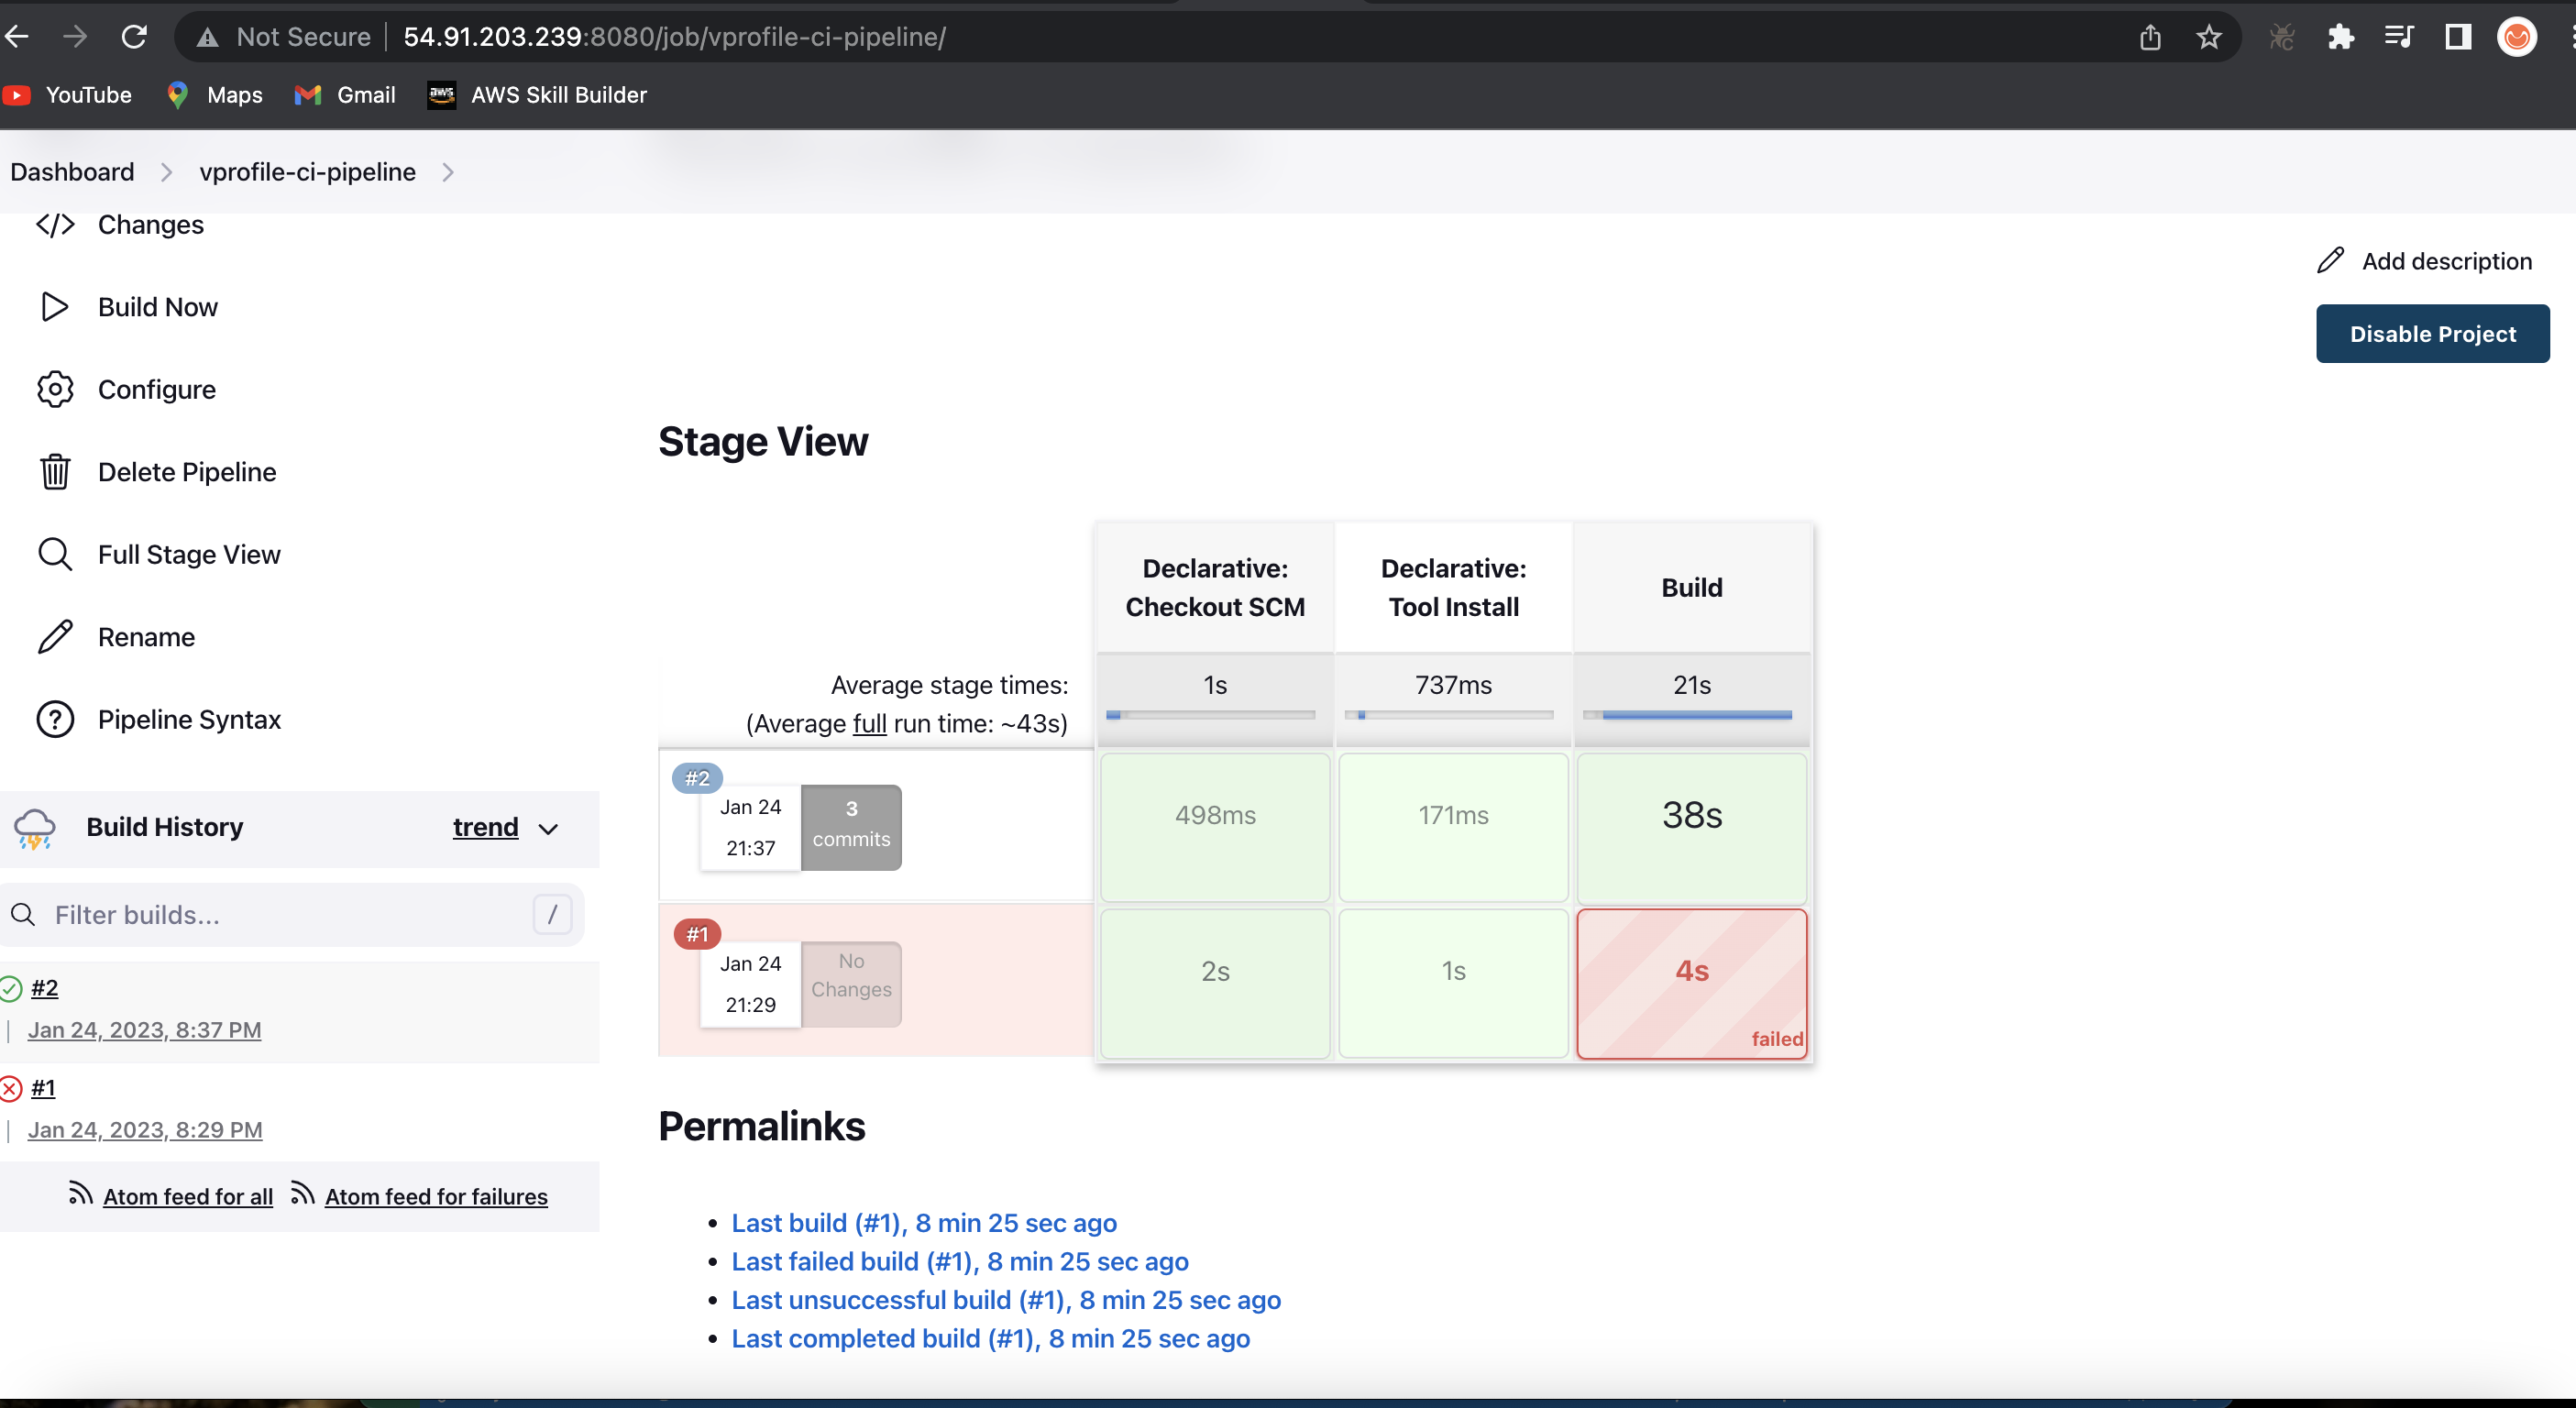 Not Secure
54.91.203.239:8080/job/vprofile-ci-pipeline/
YouTube
Maps
Gmail
aws
AWS Skill Builder
Dashboard
vprofile-ci-pipeline
Changes
Build Now
Configure
Delete Pipeline
Full Stage View
Rename
Pipeline Syntax
Build History
trend
Filter builds...
/
#2
Jan 24, 2023, 8:37 PM
#1
Jan 24, 2023, 8:29 PM
Atom feed for all
Atom feed for failures
Add description
Disable Project
Stage View
Declarative:
Checkout SCM
Declarative:
Tool Install
Build
Average stage times:
(Average full run time: ~43s)
1s
737ms
21s
#2
Jan 24
21:37
3
commits
498ms
171ms
38s
#1
Jan 24
21:29
No
Changes
2s
1s
4s
failed
Permalinks
Last build (#1), 8 min 25 sec ago
Last failed build (#1), 8 min 25 sec ago
Last unsuccessful build (#1), 8 min 25 sec ago
Last completed build (#1), 8 min 25 sec ago